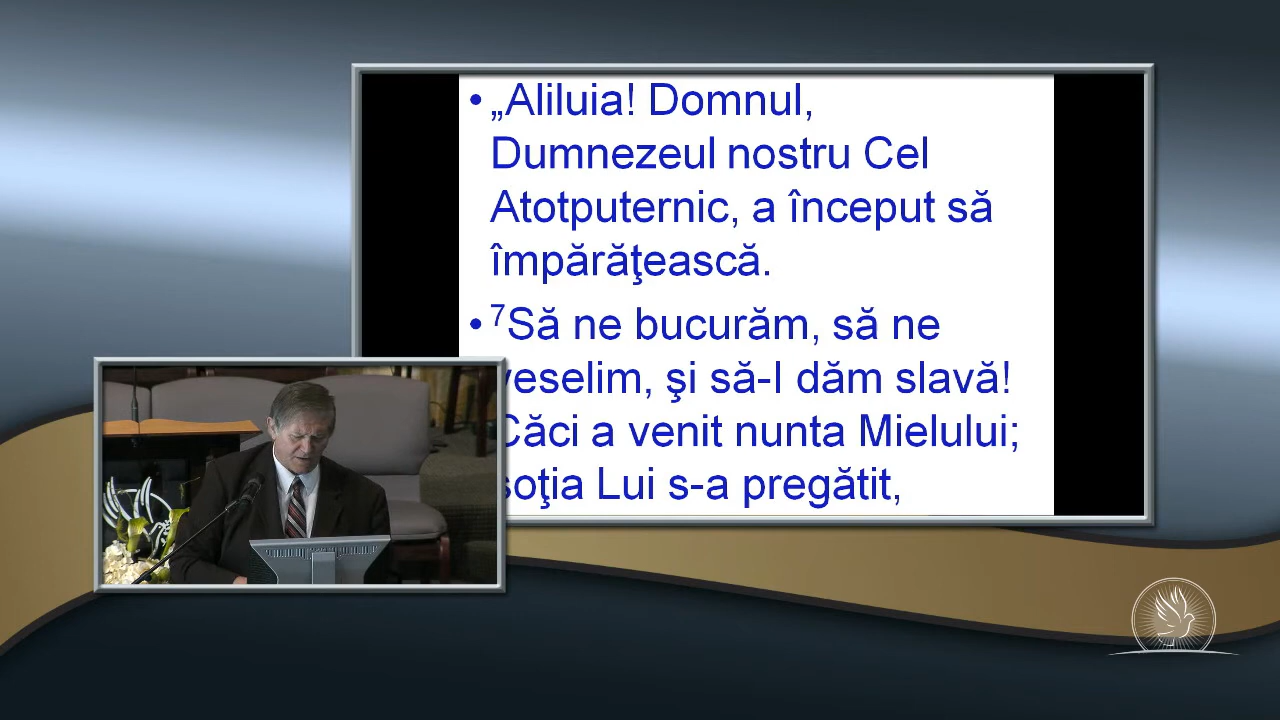 • „Aliluia! Domnul,
Dumnezeul nostru Cel
Atotputernic, a început să
împărăţească.
• ⁷Să ne bucurăm, să ne
veselim, şi să-I dăm slavă!
Căci a venit nunta Mielului;
soţia Lui s-a pregătit,